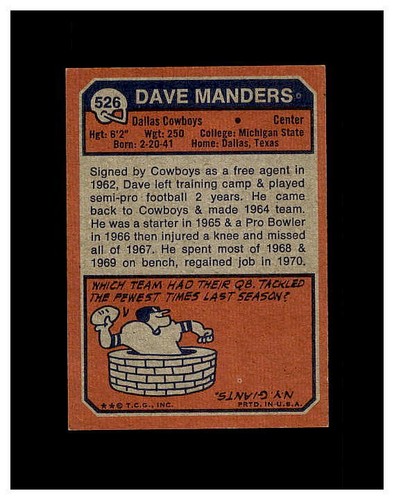 526
DAVE MANDERS
Dallas Cowboys • Center
Hgt: 6'2" Wgt: 250 College: Michigan State
Born: 2-20-41 Home: Dallas, Texas
Signed by Cowboys as a free agent in
1962, Dave left training camp & played
semi-pro football 2 years. He came
back to Cowboys & made 1964 team.
He was a starter in 1965 & a Pro Bowler
in 1966 then injured a knee and missed
all of 1967. He spent most of 1968 &
1969 on bench, regained job in 1970.
WHICH TEAM HAD THEIR QB. TACKLED
THE FEWEST TIMES LAST SEASON?
NY GIANTS.
★★© T.C.G., INC. PRTD. IN U.S.A.